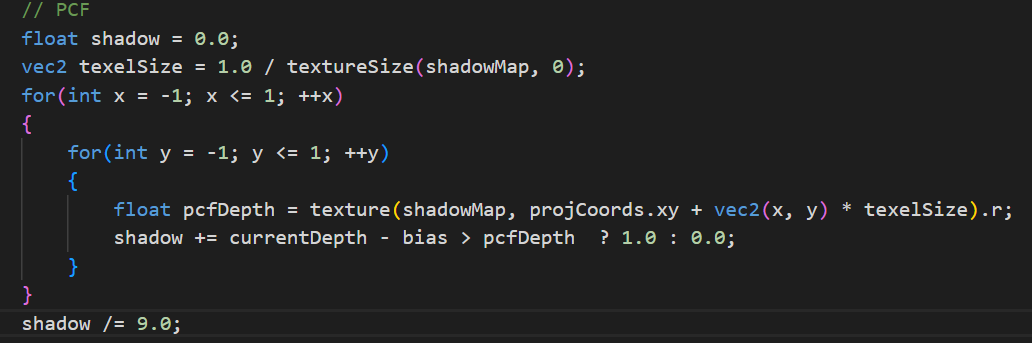 // PCF
float shadow = 0.0;
vec2 texelSize = 1.0 / textureSize(shadowMap, 0);
for(int x = -1; x <= 1; ++x)
{
    for(int y = -1; y <= 1; ++y)
    {
        float pcfDepth = texture(shadowMap, projCoords.xy + vec2(x, y) * texelSize).r;
        shadow += currentDepth - bias > pcfDepth  ? 1.0 : 0.0;
    }
}
shadow /= 9.0;